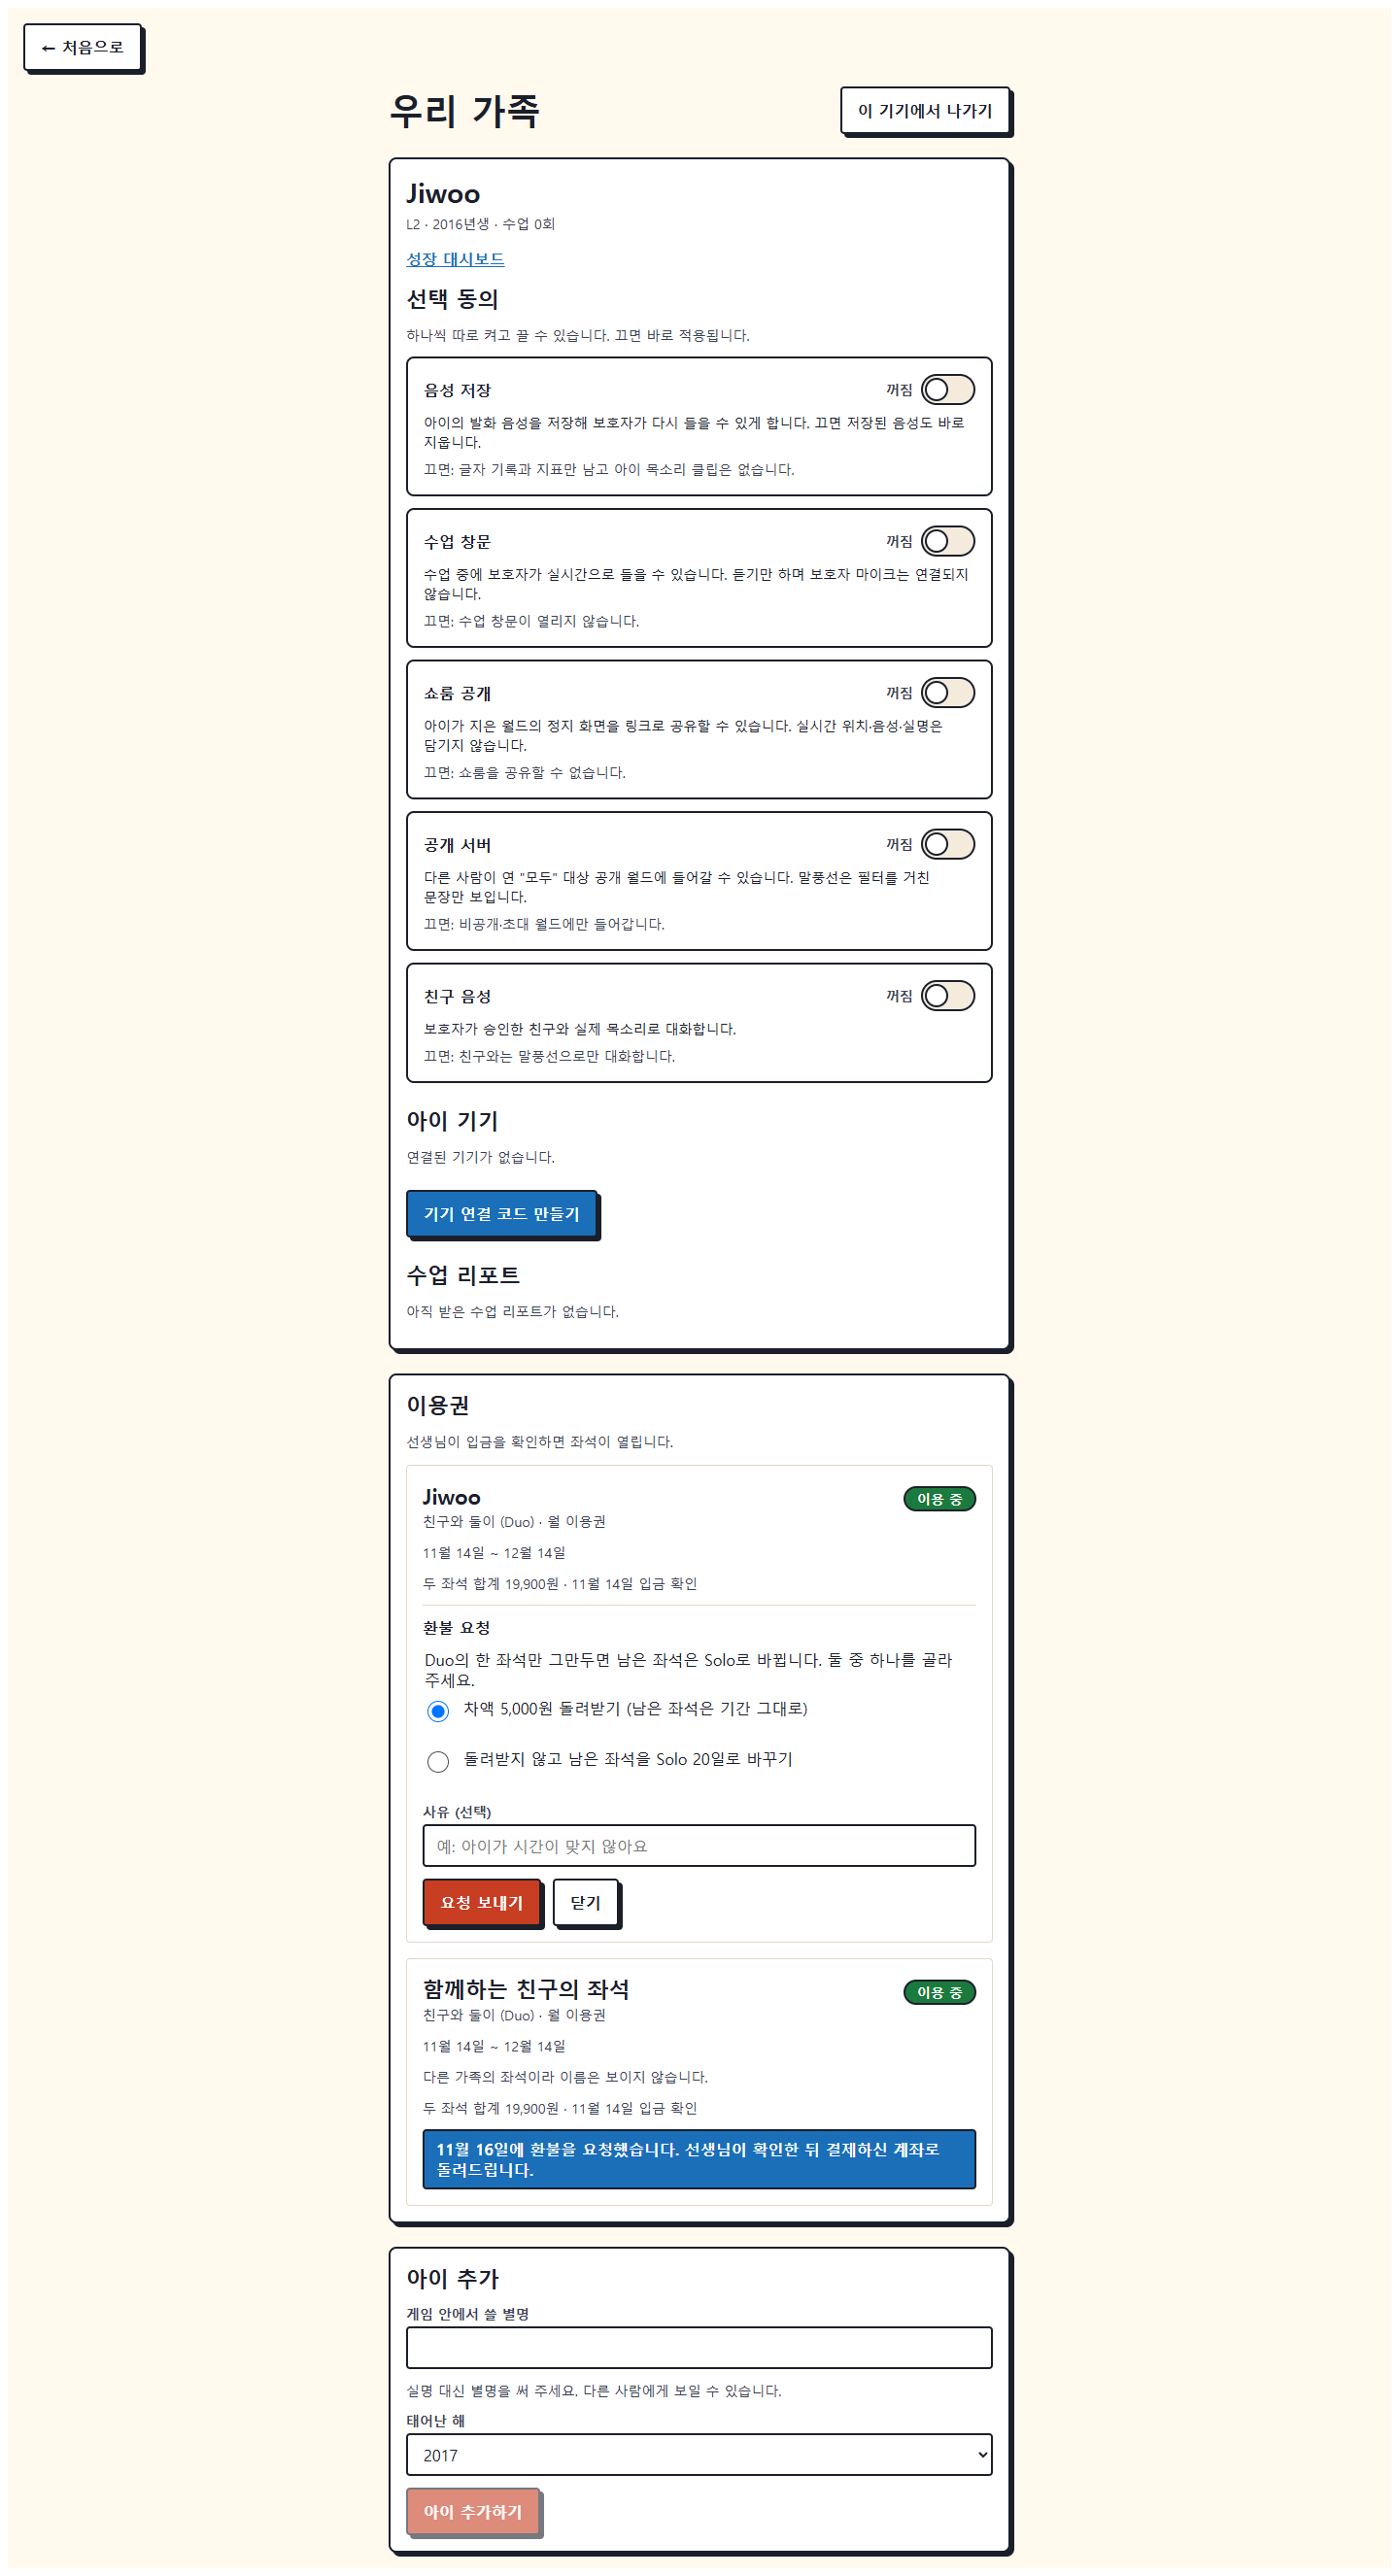 ← 처음으로
우리 가족
이 기기에서 나가기
Jiwoo
L2 · 2016년생 · 수업 0회
성장 대시보드
선택 동의
하나씩 따로 켜고 끌 수 있습니다. 끄면 바로 적용됩니다.
음성 저장
꺼짐
아이의 발화 음성을 저장해 보호자가 다시 들을 수 있게 합니다. 끄면 저장된 음성도 바로
지웁니다.
끄면: 글자 기록과 지표만 남고 아이 목소리 클립은 없습니다.
수업 창문
꺼짐
수업 중에 보호자가 실시간으로 들을 수 있습니다. 듣기만 하며 보호자 마이크는 연결되지
않습니다.
끄면: 수업 창문이 열리지 않습니다.
쇼룸 공개
꺼짐
아이가 지은 월드의 정지 화면을 링크로 공유할 수 있습니다. 실시간 위치·음성·실명은
담기지 않습니다.
끄면: 쇼룸을 공유할 수 없습니다.
공개 서버
꺼짐
다른 사람이 연 "모두" 대상 공개 월드에 들어갈 수 있습니다. 말풍선은 필터를 거친
문장만 보입니다.
끄면: 비공개·초대 월드에만 들어갑니다.
친구 음성
꺼짐
보호자가 승인한 친구와 실제 목소리로 대화합니다.
끄면: 친구와는 말풍선으로만 대화합니다.
아이 기기
연결된 기기가 없습니다.
기기 연결 코드 만들기
수업 리포트
아직 받은 수업 리포트가 없습니다.
이용권
선생님이 입금을 확인하면 좌석이 열립니다.
Jiwoo
이용 중
친구와 둘이 (Duo) · 월 이용권
11월 14일 ~ 12월 14일
두 좌석 합계 19,900원 · 11월 14일 입금 확인
환불 요청
Duo의 한 좌석만 그만두면 남은 좌석은 Solo로 바뀝니다. 둘 중 하나를 골라
주세요.
차액 5,000원 돌려받기 (남은 좌석은 기간 그대로)
돌려받지 않고 남은 좌석을 Solo 20일로 바꾸기
사유 (선택)
예: 아이가 시간이 맞지 않아요
요청 보내기
닫기
함께하는 친구의 좌석
이용 중
친구와 둘이 (Duo) · 월 이용권
11월 14일 ~ 12월 14일
다른 가족의 좌석이라 이름은 보이지 않습니다.
두 좌석 합계 19,900원 · 11월 14일 입금 확인
11월 16일에 환불을 요청했습니다. 선생님이 확인한 뒤 결제하신 계좌로
돌려드립니다.
아이 추가
게임 안에서 쓸 별명
실명 대신 별명을 써 주세요. 다른 사람에게 보일 수 있습니다.
태어난 해
2017
아이 추가하기